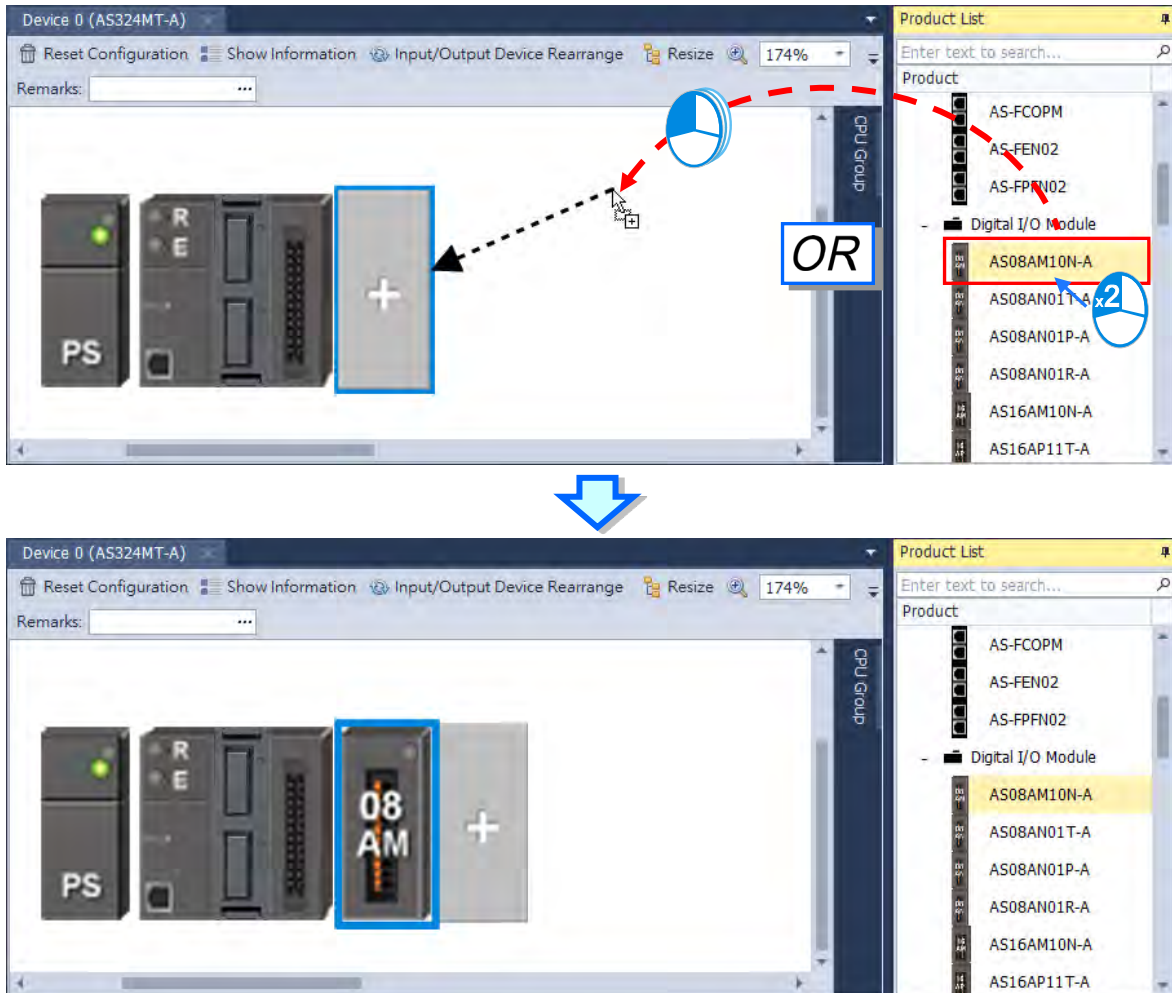 Device 0 (AS324MT-A)
Reset Configuration Show Information Input/Output Device Rearrange Resize 174%
Remarks: ...
R
E
PS
+
CPU Group
OR
Product List
Enter text to search...
Product
AS-FCOPM
AS-FEN02
AS-FPFN02
- Digital I/O Module
AS08AM10N-A
AS08AN01T-A
x2
AS08AN01P-A
AS08AN01R-A
AS16AM10N-A
AS16AP11T-A
Device 0 (AS324MT-A)
Reset Configuration Show Information Input/Output Device Rearrange Resize 174%
Remarks: ...
R
E
PS
08
AM
+
CPU Group
Product List
Enter text to search...
Product
AS-FCOPM
AS-FEN02
AS-FPFN02
- Digital I/O Module
AS08AM10N-A
AS08AN01T-A
AS08AN01P-A
AS08AN01R-A
AS16AM10N-A
AS16AP11T-A